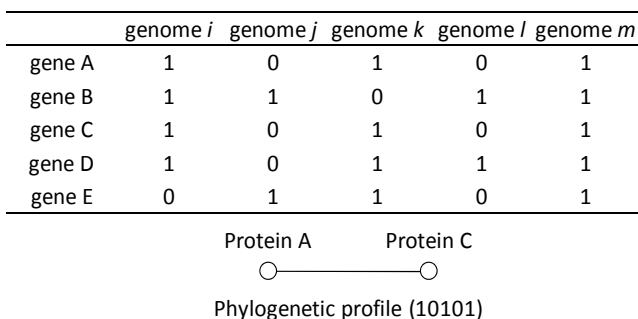 genome i genome j genome k genome l genome m
gene A 1 0 1 0 1
gene B 1 1 0 1 1
gene C 1 0 1 0 1
gene D 1 0 1 1 1
gene E 0 1 1 0 1
Protein A Protein C
Phylogenetic profile (10101)